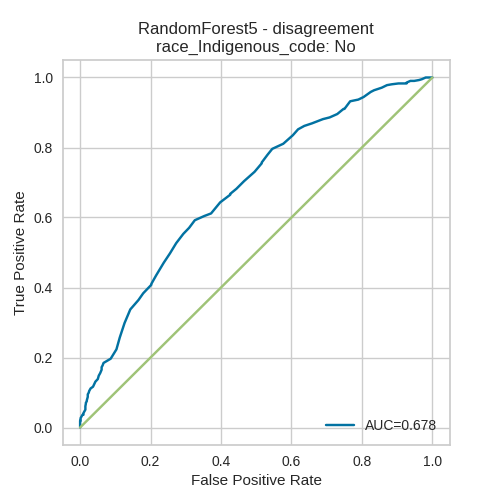 RandomForest5 - disagreement
race_Indigenous_code: No
1.0
0.8
0.6
0.4
0.2
0.0
True Positive Rate
AUC=0.678
0.0 0.2 0.4 0.6 0.8 1.0
False Positive Rate